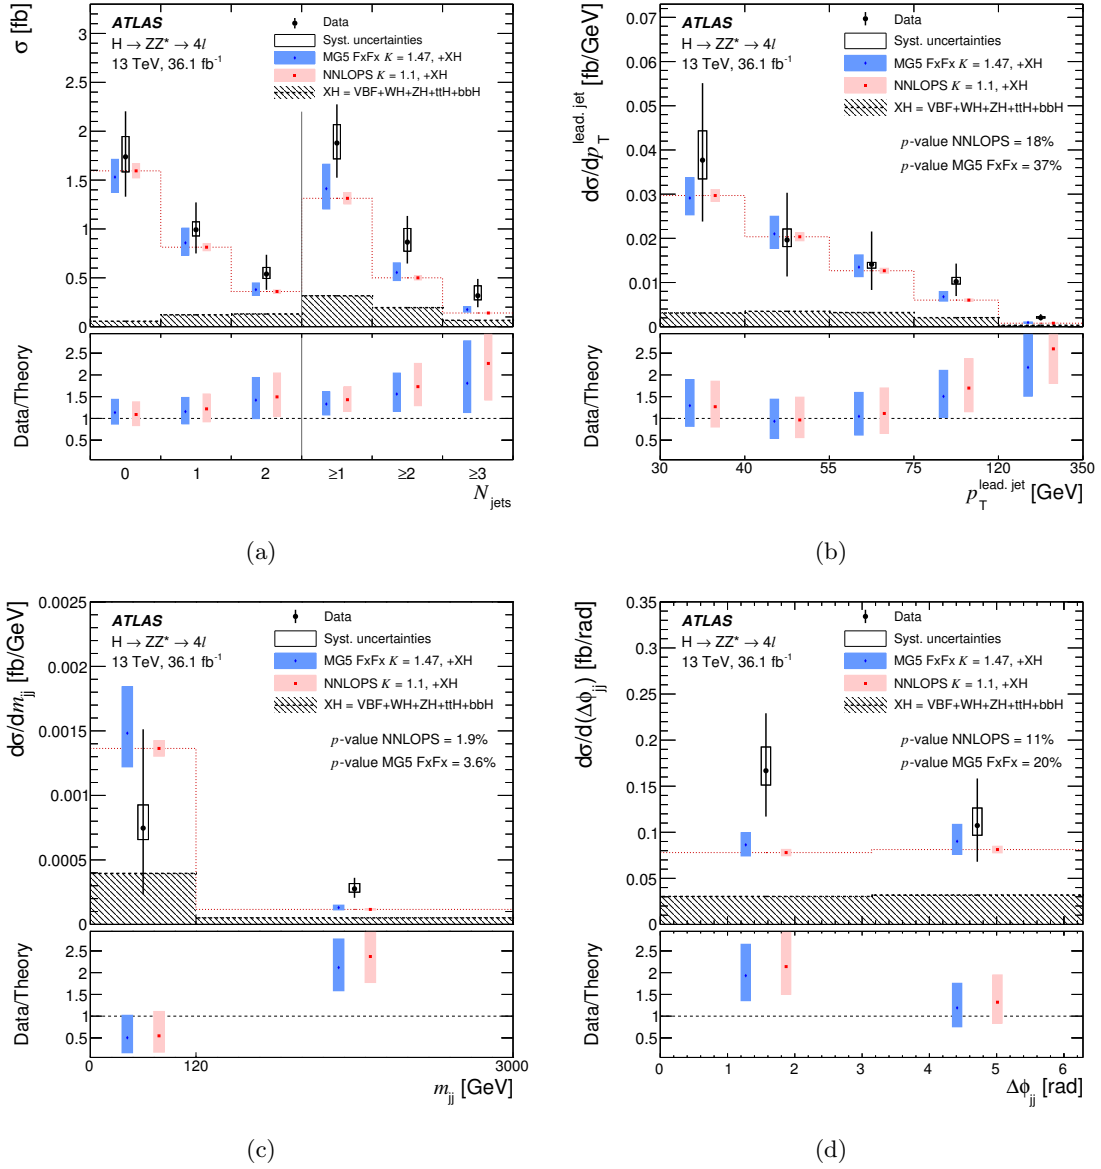 σ [fb]
3
2.5
2
1.5
1
0.5
0
ATLAS
H → ZZ* → 4l
13 TeV, 36.1 fb-1
Data
Syst. uncertainties
MG5 FxFx K = 1.47, +XH
NNLOPS K = 1.1, +XH
XH = VBF+WH+ZH+ttH+bbH
Data/Theory
2.5
2
1.5
1
0.5
0 1 2 ≥1 ≥2 ≥3
N jets
(a)
dσ/dp T lead. jet [fb/GeV]
0.07
0.06
0.05
0.04
0.03
0.02
0.01
0
ATLAS
H → ZZ* → 4l
13 TeV, 36.1 fb-1
Data
Syst. uncertainties
MG5 FxFx K = 1.47, +XH
NNLOPS K = 1.1, +XH
XH = VBF+WH+ZH+ttH+bbH
p-value NNLOPS = 18%
p-value MG5 FxFx = 37%
Data/Theory
2.5
2
1.5
1
0.5
30 40 55 75 120 350
p T lead. jet [GeV]
(b)
dσ/dm jj [fb/GeV]
0.0025
0.002
0.0015
0.001
0.0005
0
ATLAS
H → ZZ* → 4l
13 TeV, 36.1 fb-1
Data
Syst. uncertainties
MG5 FxFx K = 1.47, +XH
NNLOPS K = 1.1, +XH
XH = VBF+WH+ZH+ttH+bbH
p-value NNLOPS = 1.9%
p-value MG5 FxFx = 3.6%
Data/Theory
2.5
2
1.5
1
0.5
0 120 3000
m jj [GeV]
(c)
dσ/d(Δϕ jj) [fb/rad]
0.35
0.3
0.25
0.2
0.15
0.1
0.05
0
ATLAS
H → ZZ* → 4l
13 TeV, 36.1 fb-1
Data
Syst. uncertainties
MG5 FxFx K = 1.47, +XH
NNLOPS K = 1.1, +XH
XH = VBF+WH+ZH+ttH+bbH
p-value NNLOPS = 11%
p-value MG5 FxFx = 20%
Data/Theory
2.5
2
1.5
1
0.5
0 1 2 3 4 5 6
Δϕ jj [rad]
(d)